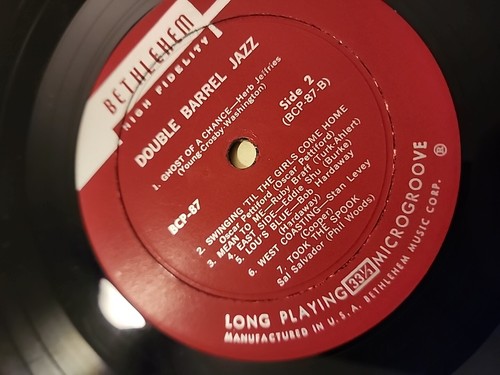 BETHLEHEM
HIGH FIDELITY
DOUBLE BARREL JAZZ
Side 2
(BCP-87-B)
1. GHOST OF A CHANCE—Herb Jeffries
(Young-Crosby-Washington)
BCP-87
2. SWINGING 'TIL THE GIRLS COME HOME
Oscar Pettiford (Oscar Pettiford)
3. MEAN TO ME—Ruby Braff (Turk-Ahlert)
4. EAST SIDE—Eddie Shu (Burke)
5. YOU'D BLUE—Bob Hardaway
(Hardaway)
6. WEST COASTING—Stan Levey
(Cooper)
7. TOOK THE SPOOK
Sal Salvador (Phil Woods)
LONG PLAYING 33⅓ MICROGROOVE ®
MANUFACTURED IN U.S.A. BETHLEHEM MUSIC CORP.